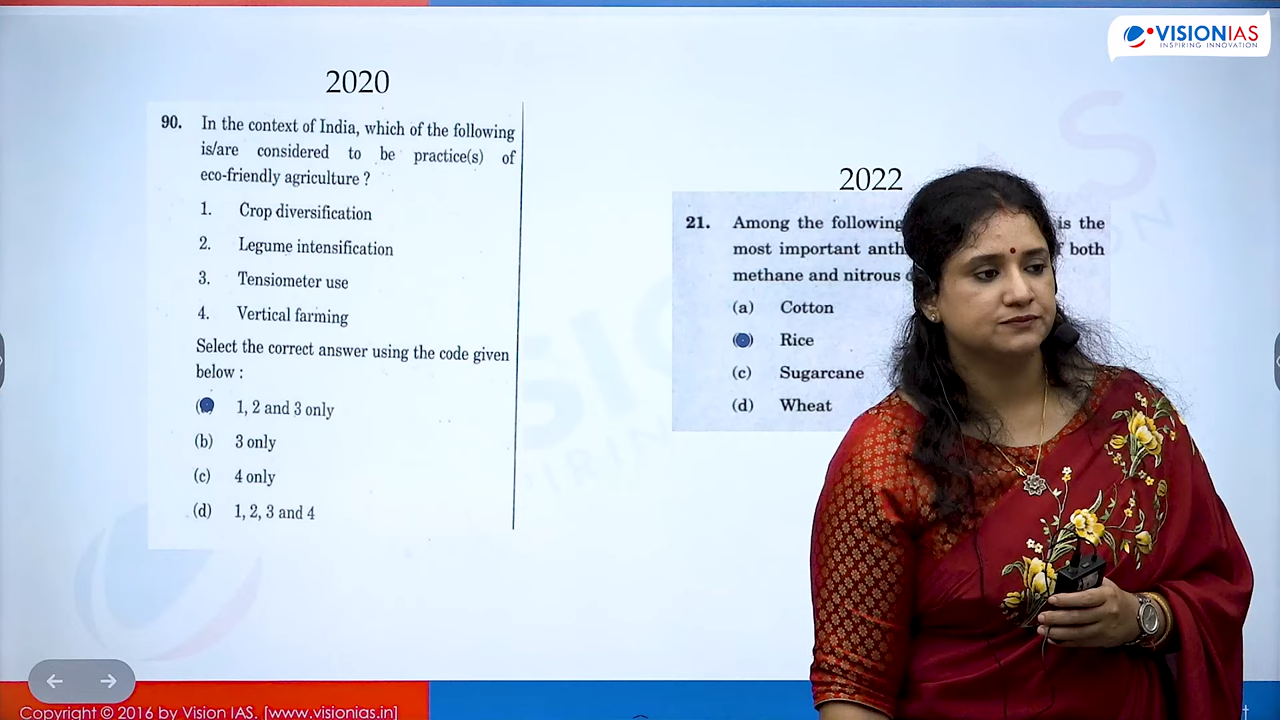 VISIONIAS
INSPIRING INNOVATION
2020
90. In the context of India, which of the following
is/are considered to be practice(s) of
eco-friendly agriculture ?
1. Crop diversification
2. Legume intensification
3. Tensiometer use
4. Vertical farming
Select the correct answer using the code given
below :
1, 2 and 3 only
(b) 3 only
(c) 4 only
(d) 1, 2, 3 and 4
2022
21. Among the following is the
most important both
methane and nitrous
(a) Cotton
Rice
(c) Sugarcane
(d) Wheat
Copyright © 2016 by Vision IAS. [www.visionias.in]